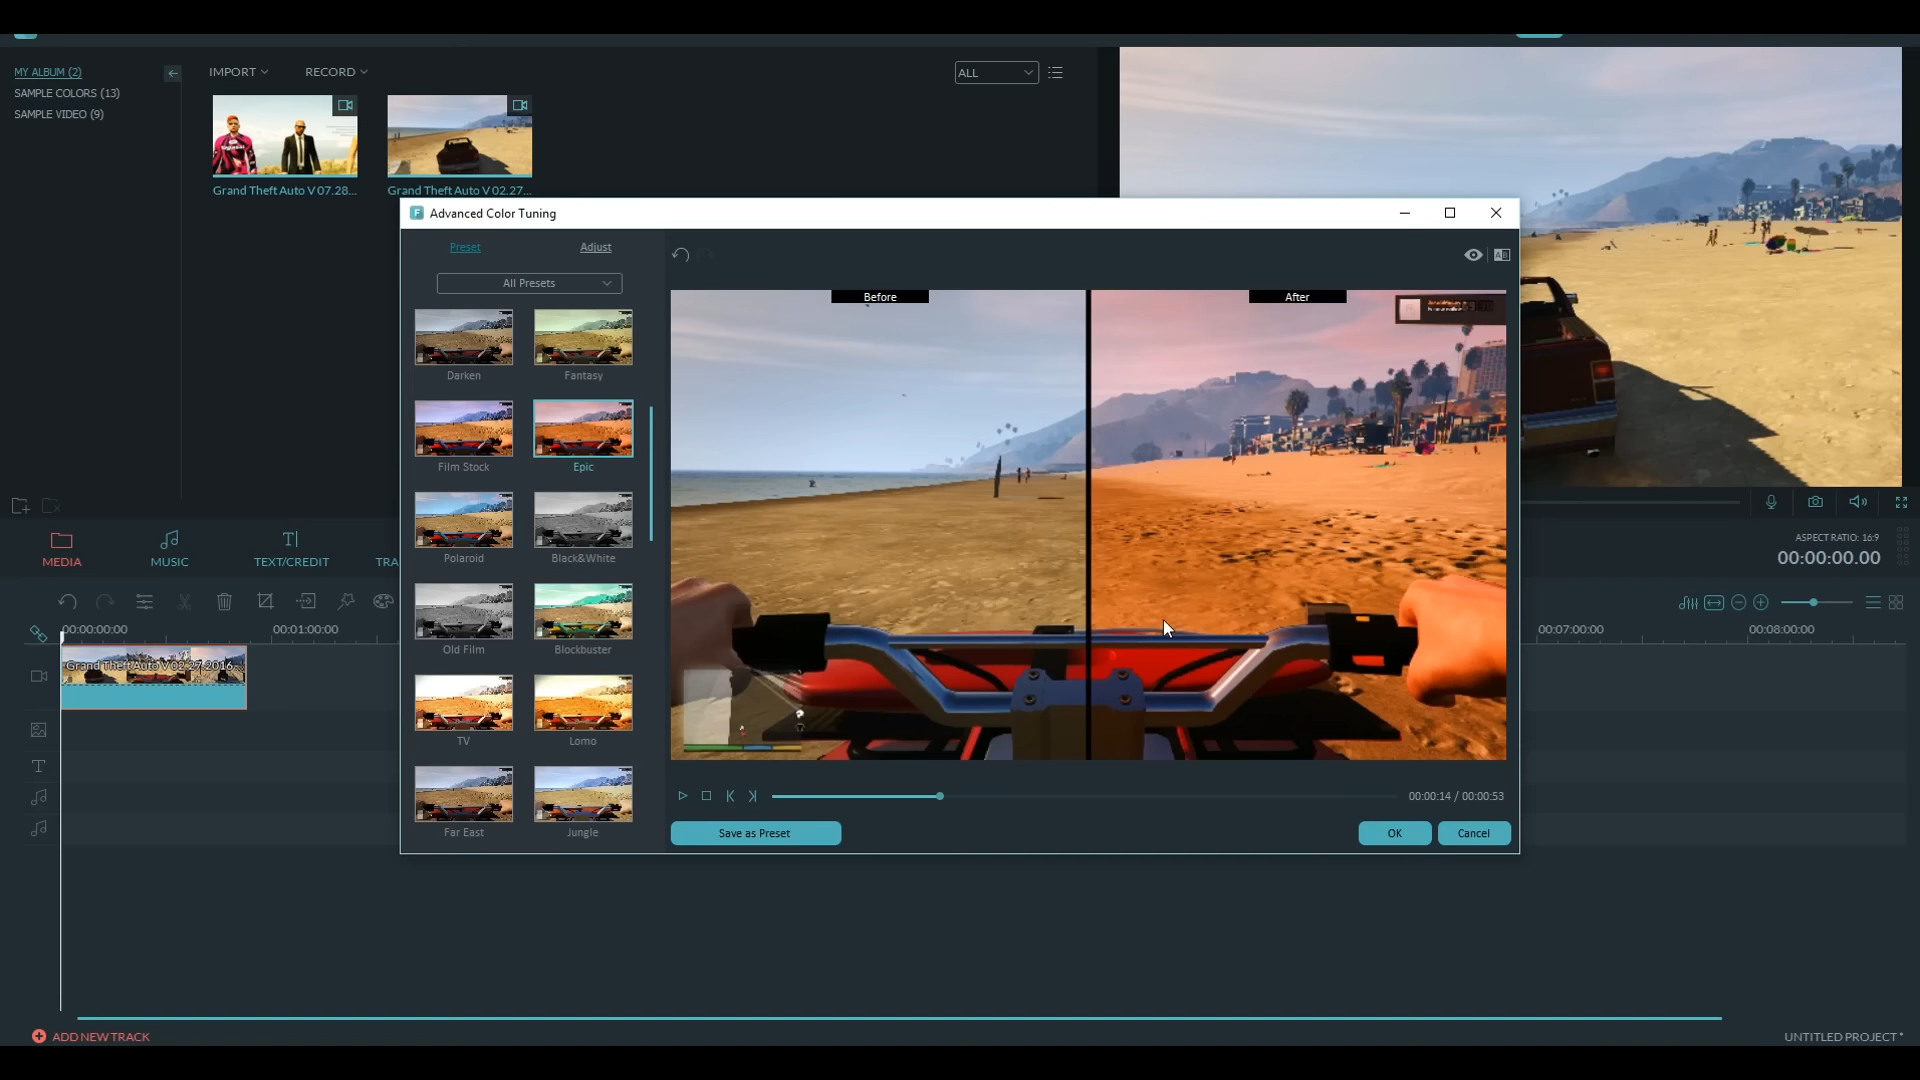 MY ALBUM (2)
SAMPLE COLORS (13)
SAMPLE VIDEO (9)
IMPORT
RECORD
ALL
Grand Theft Auto V 07.28...
Grand Theft Auto V 02.27...
Advanced Color Tuning
Preset
Adjust
All Presets
Before
After
Darken
Fantasy
Film Stock
Epic
Polaroid
Black&White
Old Film
Blockbuster
TV
Lomo
Far East
Jungle
00:00:14 / 00:00:53
Save as Preset
OK
Cancel
ASPECT RATIO: 16:9
00:00:00.00
MEDIA
MUSIC
TEXT/CREDIT
TRA
00:00:00:00
00:01:00:00
00:07:00:00
00:08:00:00
Grand Theft Auto V 02.27.2016...
ADD NEW TRACK
UNTITLED PROJECT *